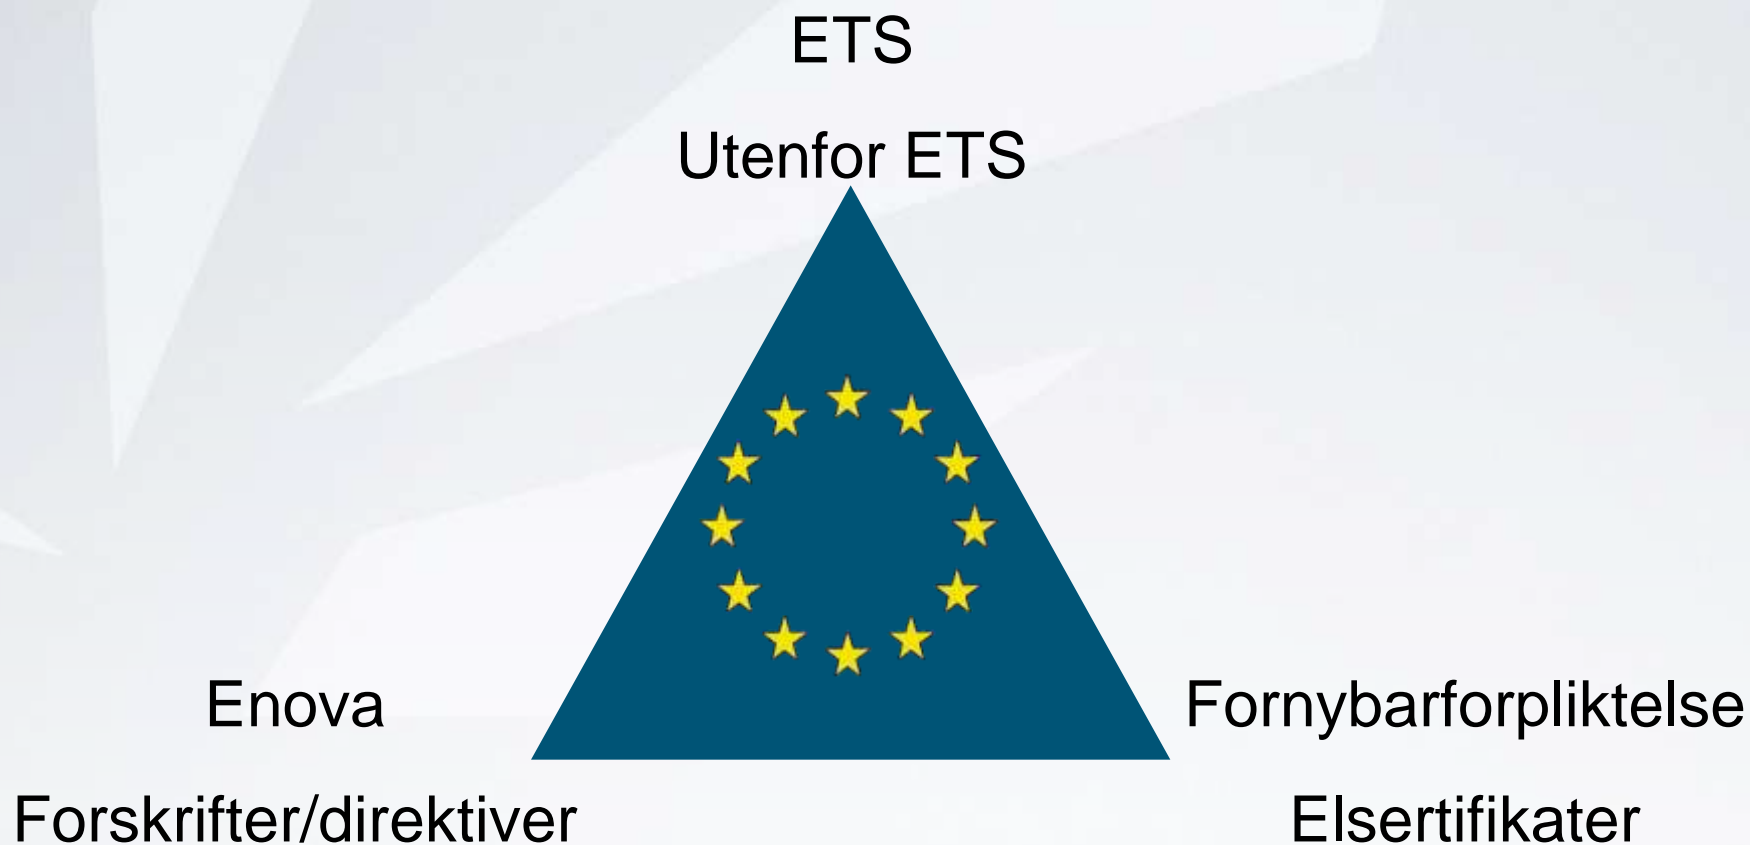 ETS
Utenfor ETS
Enova
Fornybarforpliktelse
Forskrifter/direktiver
Elsertifikater